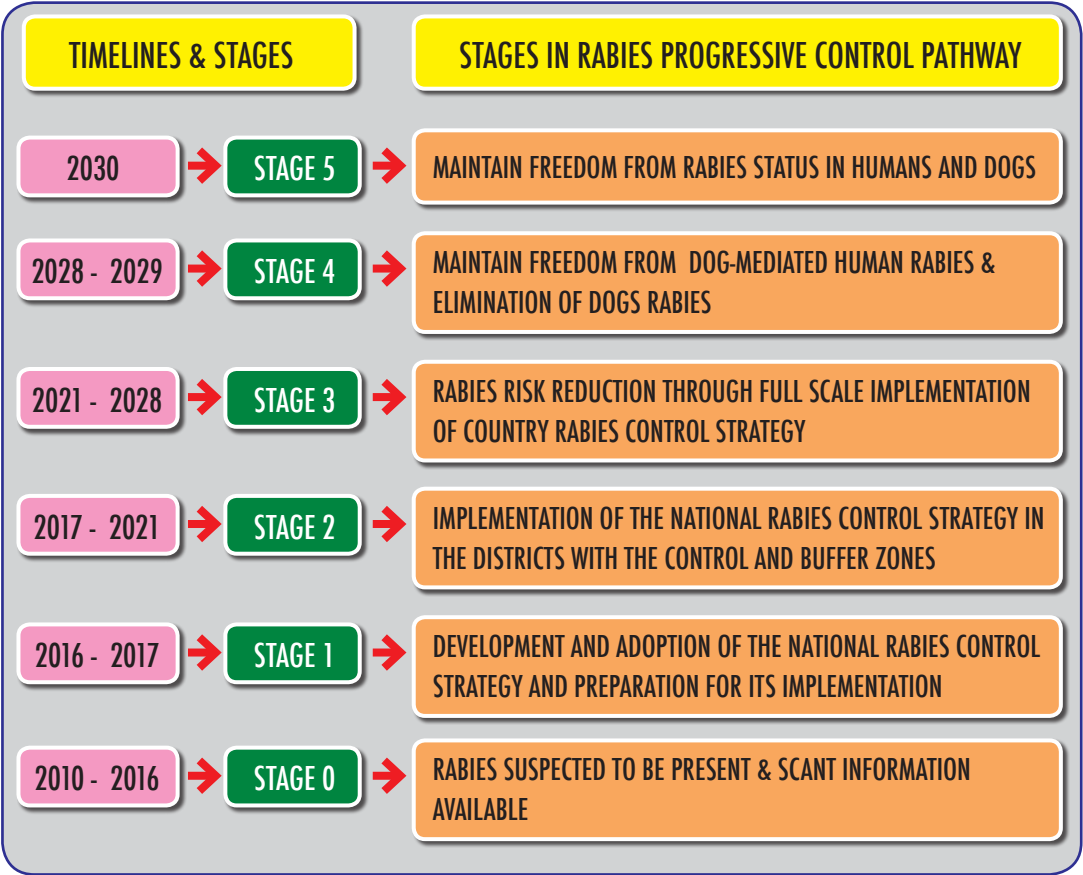 TIMELINES & STAGES
STAGES IN RABIES PROGRESSIVE CONTROL PATHWAY
2030
STAGE 5
MAINTAIN FREEDOM FROM RABIES STATUS IN HUMANS AND DOGS
2028 - 2029
STAGE 4
MAINTAIN FREEDOM FROM DOG-MEDIATED HUMAN RABIES &
ELIMINATION OF DOGS RABIES
2021 - 2028
STAGE 3
RABIES RISK REDUCTION THROUGH FULL SCALE IMPLEMENTATION
OF COUNTRY RABIES CONTROL STRATEGY
2017 - 2021
STAGE 2
IMPLEMENTATION OF THE NATIONAL RABIES CONTROL STRATEGY IN
THE DISTRICTS WITH THE CONTROL AND BUFFER ZONES
2016 - 2017
STAGE 1
DEVELOPMENT AND ADOPTION OF THE NATIONAL RABIES CONTROL
STRATEGY AND PREPARATION FOR ITS IMPLEMENTATION
2010 - 2016
STAGE 0
RABIES SUSPECTED TO BE PRESENT & SCANT INFORMATION
AVAILABLE